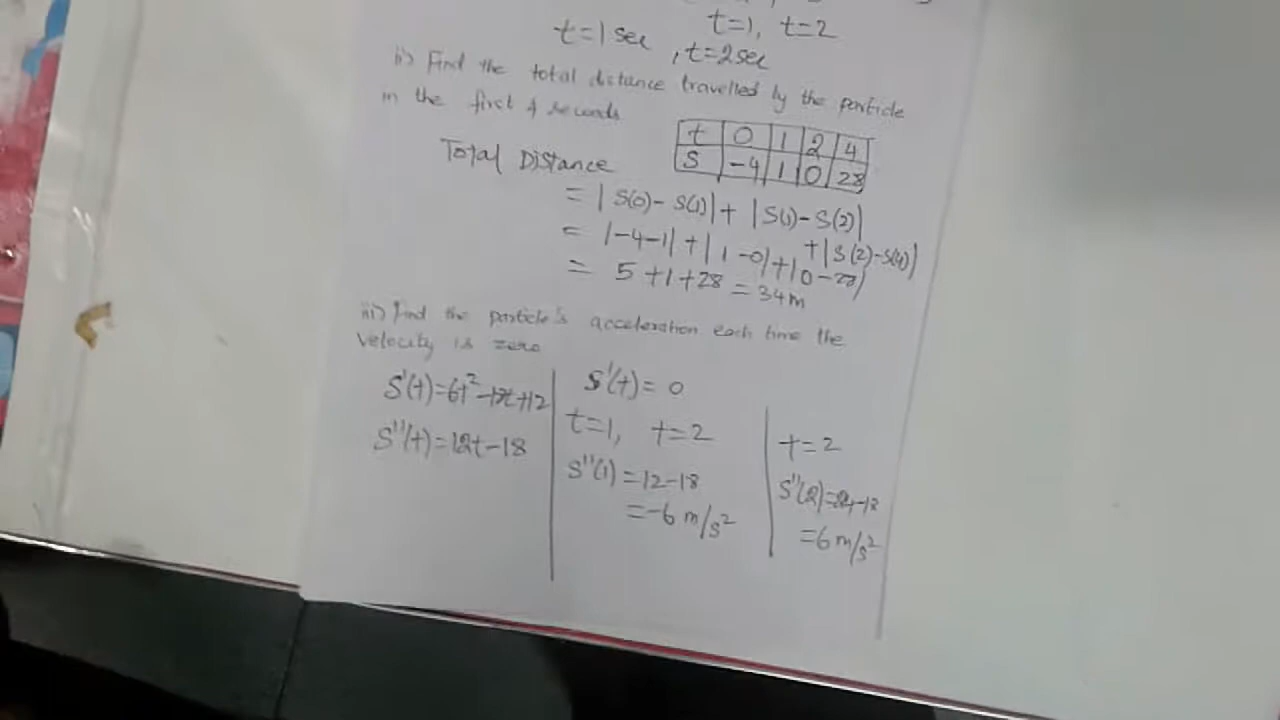 t=1, t=2
t=1 sec, t=2sec
ii) Find the total distance travelled by the particle
in the first 4 seconds
Total Distance
t 0 1 2 4
S -4 1 0 28
= |S(0)-S(1)| + |S(1)-S(2)|
+|S(2)-S(4)|
= |-4-1| + |1-0| + |0-28|
= 5+1+28 = 34m
iii) Find the particle's acceleration each time the
velocity is zero
S'(t)=6t²-18t+12
S''(t)=12t-18
S'(t)=0
t=1, t=2
S''(1)=12-18
=-6 m/s²
t=2
S''(2)=24-18
=6 m/s²